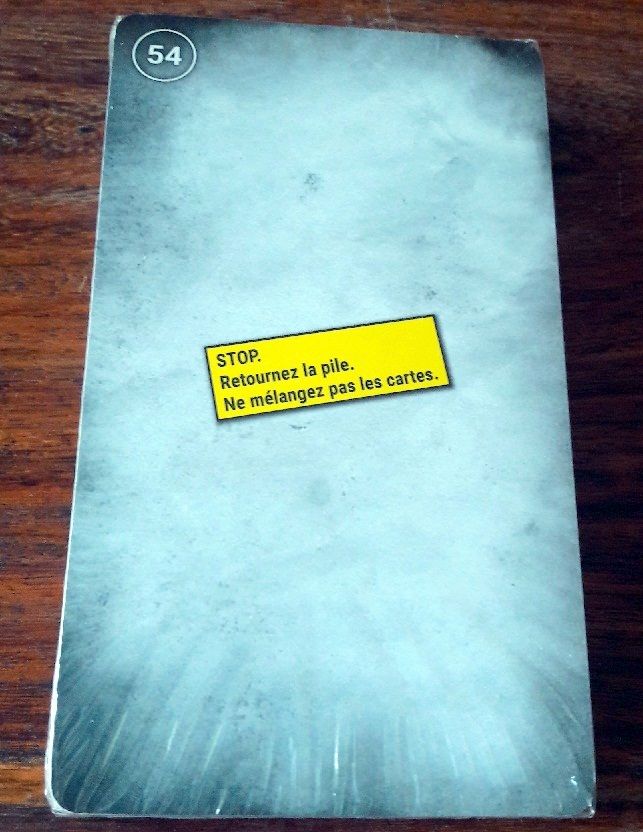 54
STOP.
Retournez la pile.
Ne mélangez pas les cartes.